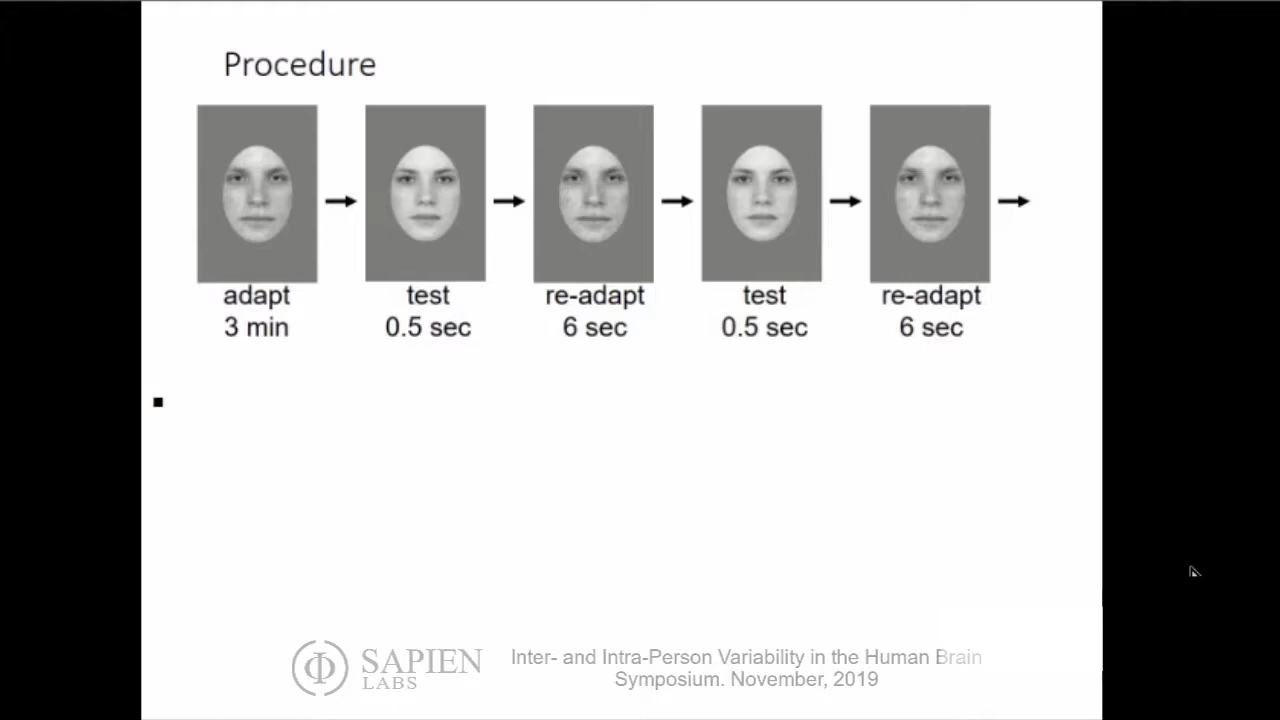 Procedure
adapt
3 min
test
0.5 sec
re-adapt
6 sec
test
0.5 sec
re-adapt
6 sec
SAPIEN
LABS
Inter- and Intra-Person Variability in the Human Brain
Symposium. November, 2019